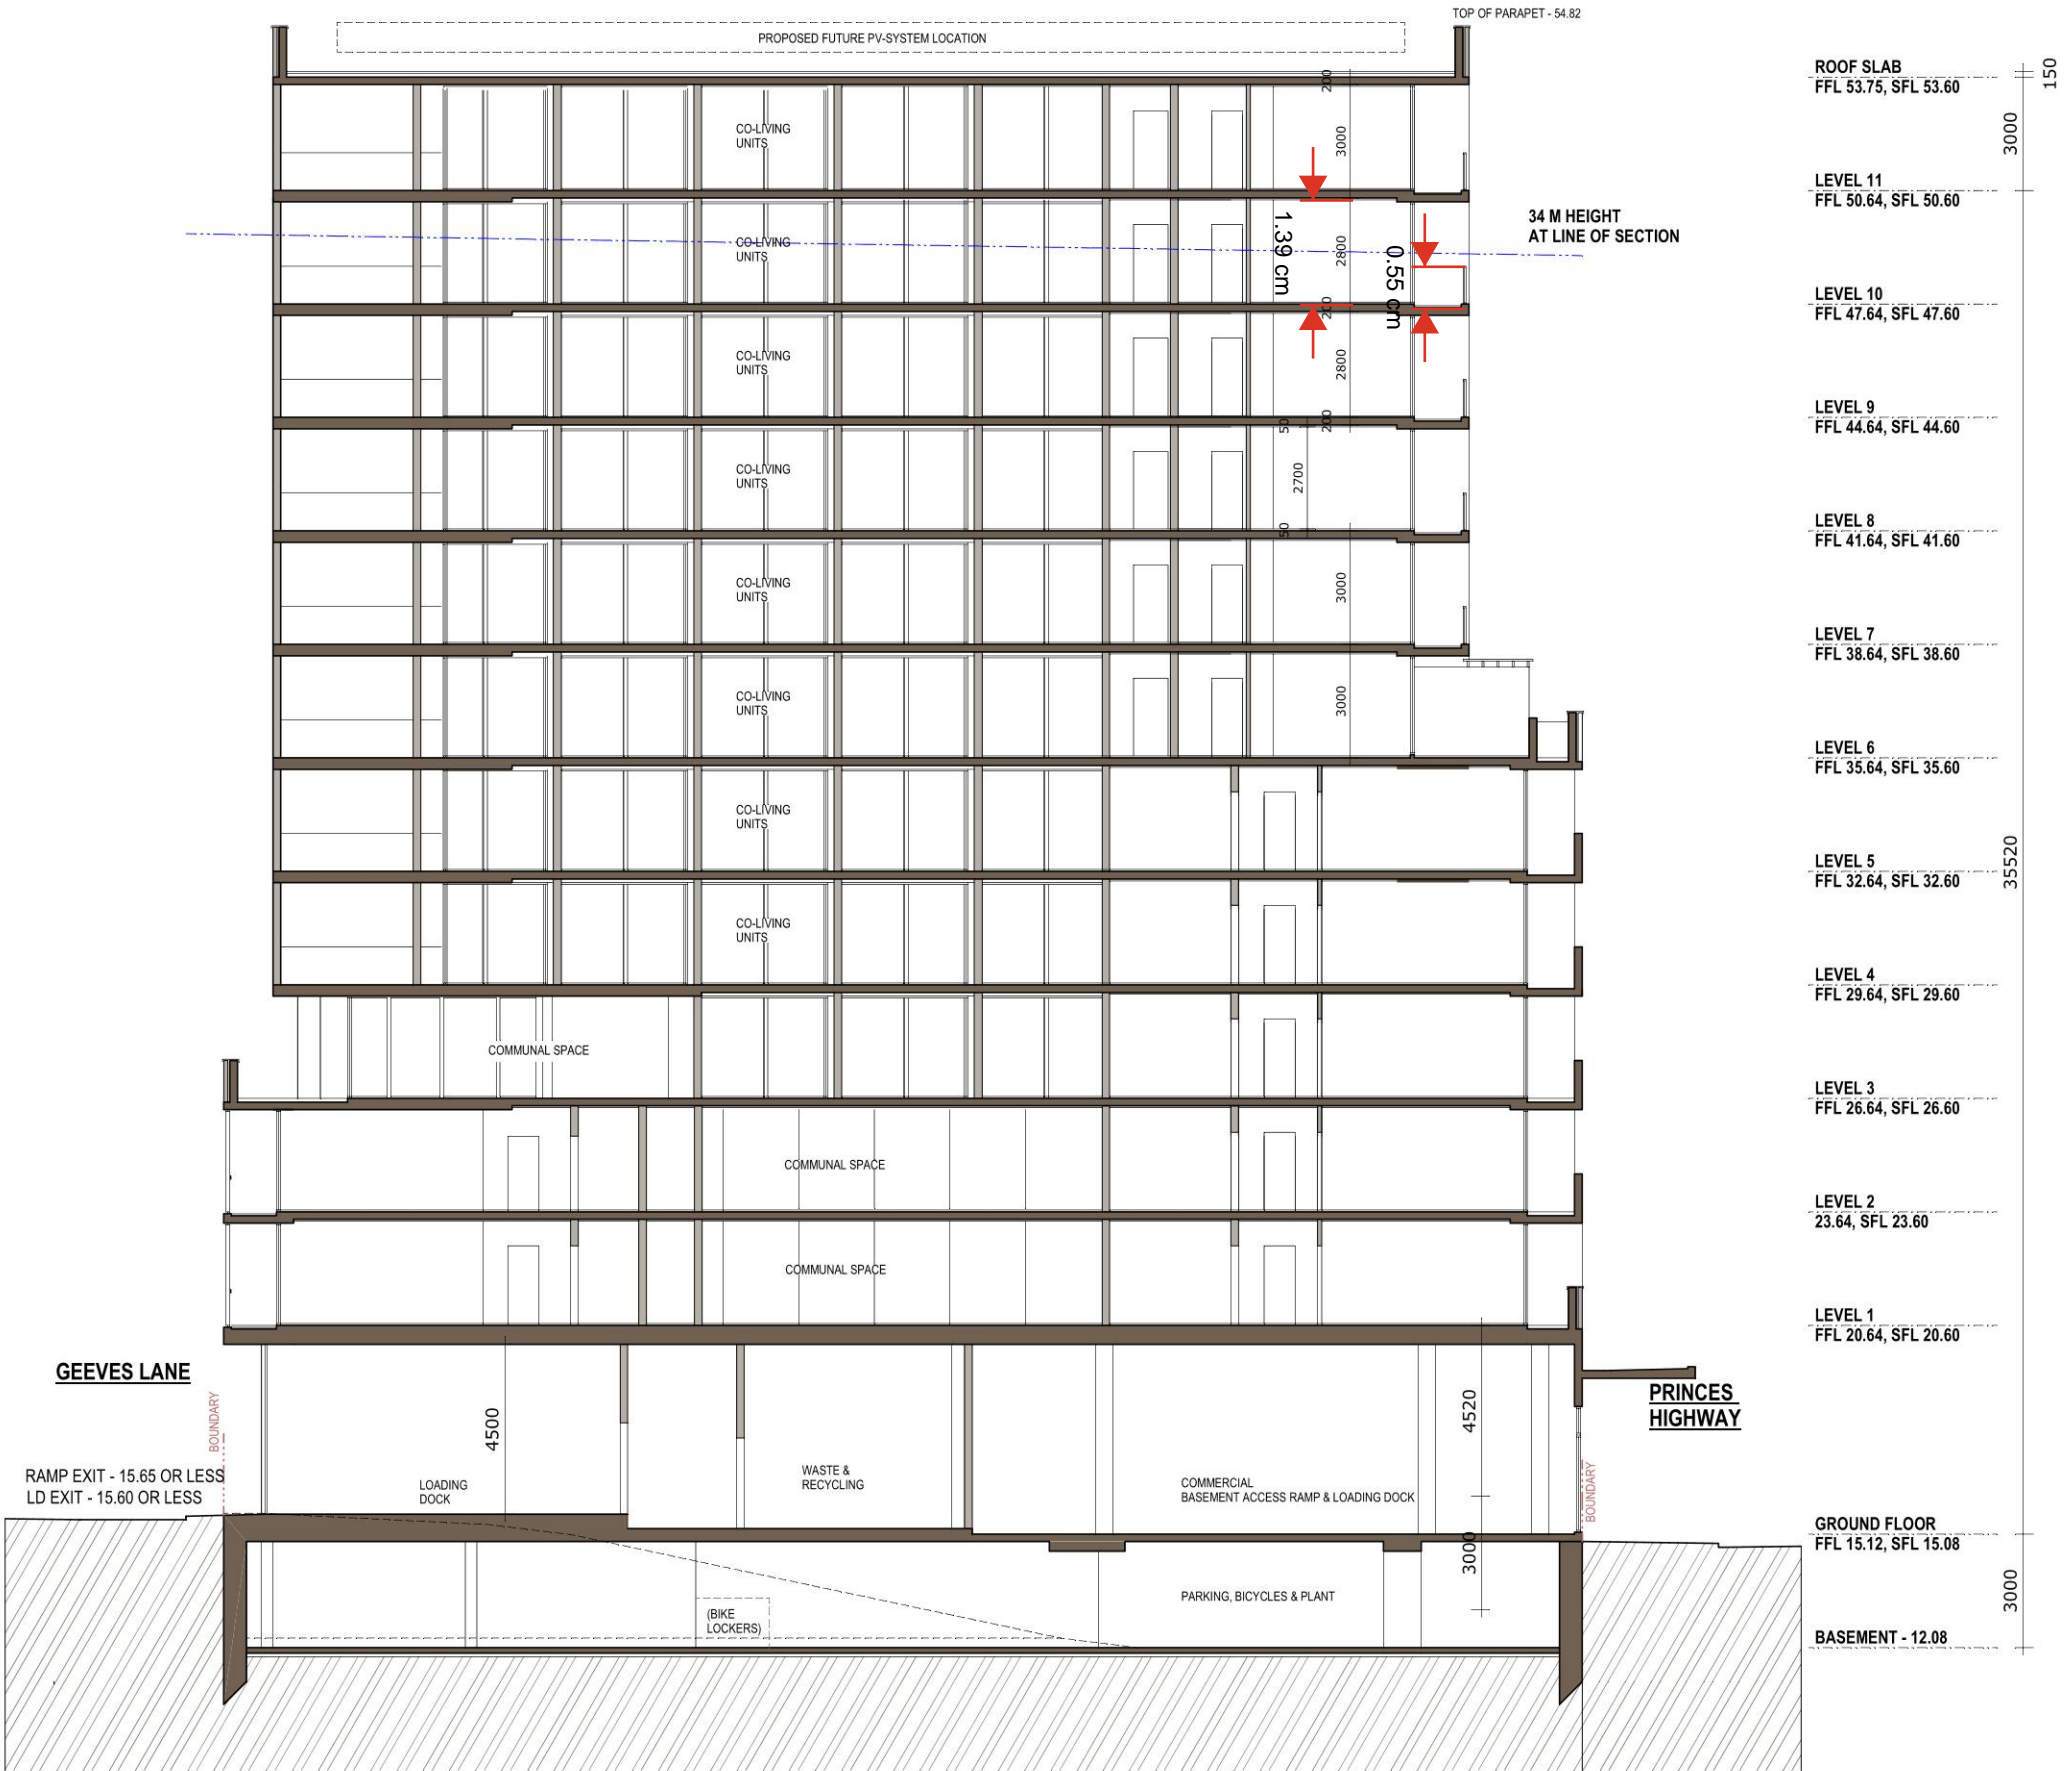 TOP OF PARAPET - 54.82
PROPOSED FUTURE PV-SYSTEM LOCATION
ROOF SLAB
FFL 53.75, SFL 53.60
150
200
CO-LIVING
UNITS
3000
3000
LEVEL 11
FFL 50.64, SFL 50.60
34 M HEIGHT
AT LINE OF SECTION
CO-LIVING
UNITS
1.39 cm
2800
0.55 cm
LEVEL 10
FFL 47.64, SFL 47.60
200
CO-LIVING
UNITS
2800
LEVEL 9
FFL 44.64, SFL 44.60
50
200
CO-LIVING
UNITS
2700
LEVEL 8
FFL 41.64, SFL 41.60
50
CO-LIVING
UNITS
3000
LEVEL 7
FFL 38.64, SFL 38.60
CO-LIVING
UNITS
3000
LEVEL 6
FFL 35.64, SFL 35.60
CO-LIVING
UNITS
LEVEL 5
FFL 32.64, SFL 32.60
35520
CO-LIVING
UNITS
LEVEL 4
FFL 29.64, SFL 29.60
COMMUNAL SPACE
LEVEL 3
FFL 26.64, SFL 26.60
COMMUNAL SPACE
LEVEL 2
23.64, SFL 23.60
COMMUNAL SPACE
LEVEL 1
FFL 20.64, SFL 20.60
GEEVES LANE
PRINCES
HIGHWAY
BOUNDARY
4500
4520
RAMP EXIT - 15.65 OR LESS
LD EXIT - 15.60 OR LESS
LOADING
DOCK
WASTE &
RECYCLING
COMMERCIAL
BASEMENT ACCESS RAMP & LOADING DOCK
BOUNDARY
GROUND FLOOR
FFL 15.12, SFL 15.08
3000
3000
PARKING, BICYCLES & PLANT
(BIKE
LOCKERS)
BASEMENT - 12.08